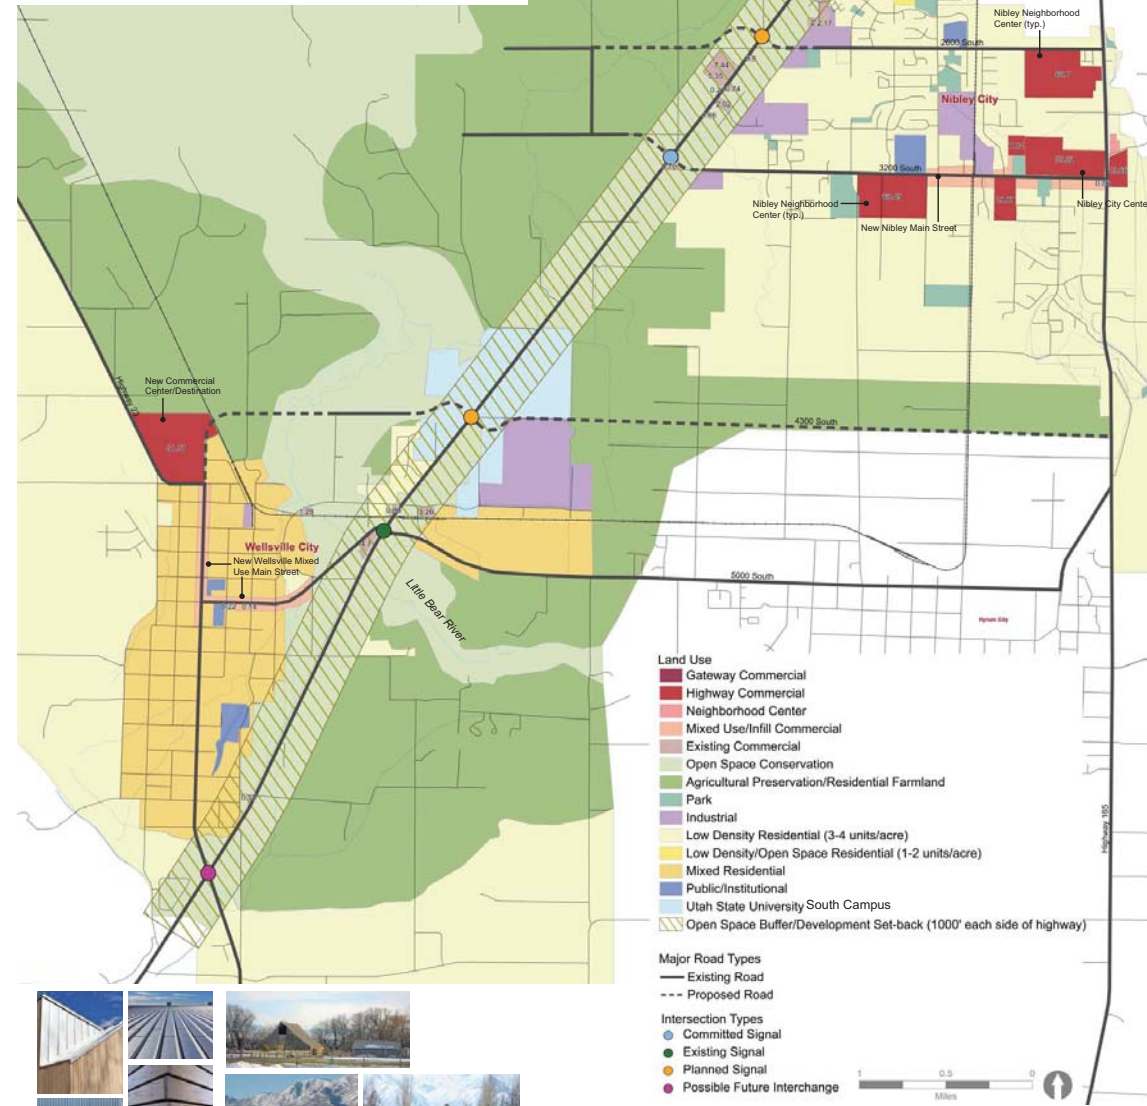 Nibley Neighborhood
Center (typ.)
2600 South
Nibley City
3200 South
Nibley Neighborhood
Center (typ.)
New Nibley Main Street
Nibley City Cente
New Commercial
Center/Destination
Highway 23
4300 South
Wellsville City
New Wellsville Mixed
Use Main Street
5000 South
Little Bear River
Hyrum City
Land Use
Gateway Commercial
Highway Commercial
Neighborhood Center
Mixed Use/Infill Commercial
Existing Commercial
Open Space Conservation
Agricultural Preservation/Residential Farmland
Park
Industrial
Low Density Residential (3-4 units/acre)
Low Density/Open Space Residential (1-2 units/acre)
Mixed Residential
Public/Institutional
Utah State University South Campus
Open Space Buffer/Development Set-back (1000' each side of highway)
Highway 165
Major Road Types
Existing Road
Proposed Road
Intersection Types
Committed Signal
Existing Signal
Planned Signal
Possible Future Interchange
1 0.5 0
Miles